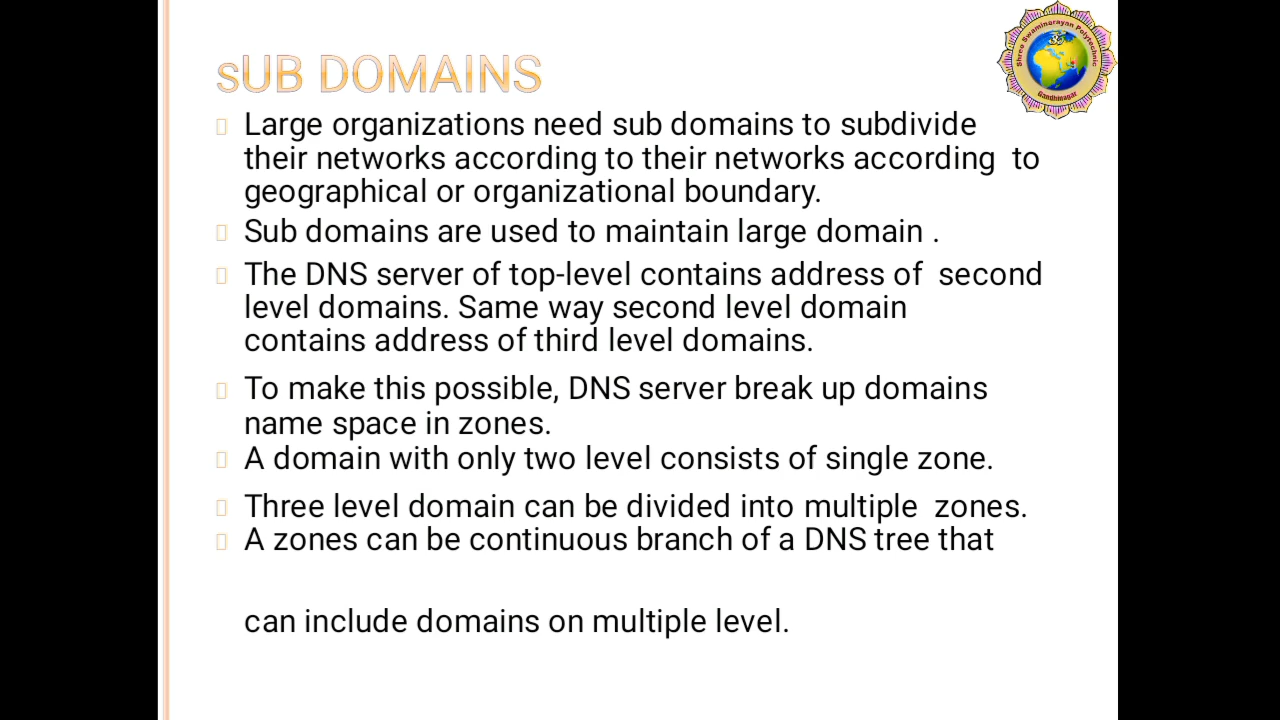 sUB DOMAINS
Large organizations need sub domains to subdivide
their networks according to their networks according to
geographical or organizational boundary.
Sub domains are used to maintain large domain .
The DNS server of top-level contains address of second
level domains. Same way second level domain
contains address of third level domains.
To make this possible, DNS server break up domains
name space in zones.
A domain with only two level consists of single zone.
Three level domain can be divided into multiple zones.
A zones can be continuous branch of a DNS tree that
can include domains on multiple level.
Shree Swaminarayan Polytechnic
Gandhinagar